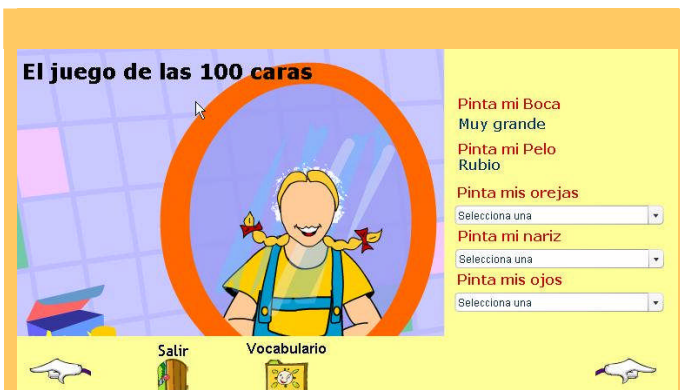 El juego de las 100 caras
Pinta mi Boca
Muy grande
Pinta mi Pelo
Rubio
Pinta mis orejas
Selecciona una
Pinta mi nariz
Selecciona una
Pinta mis ojos
Selecciona una
Salir
Vocabulario